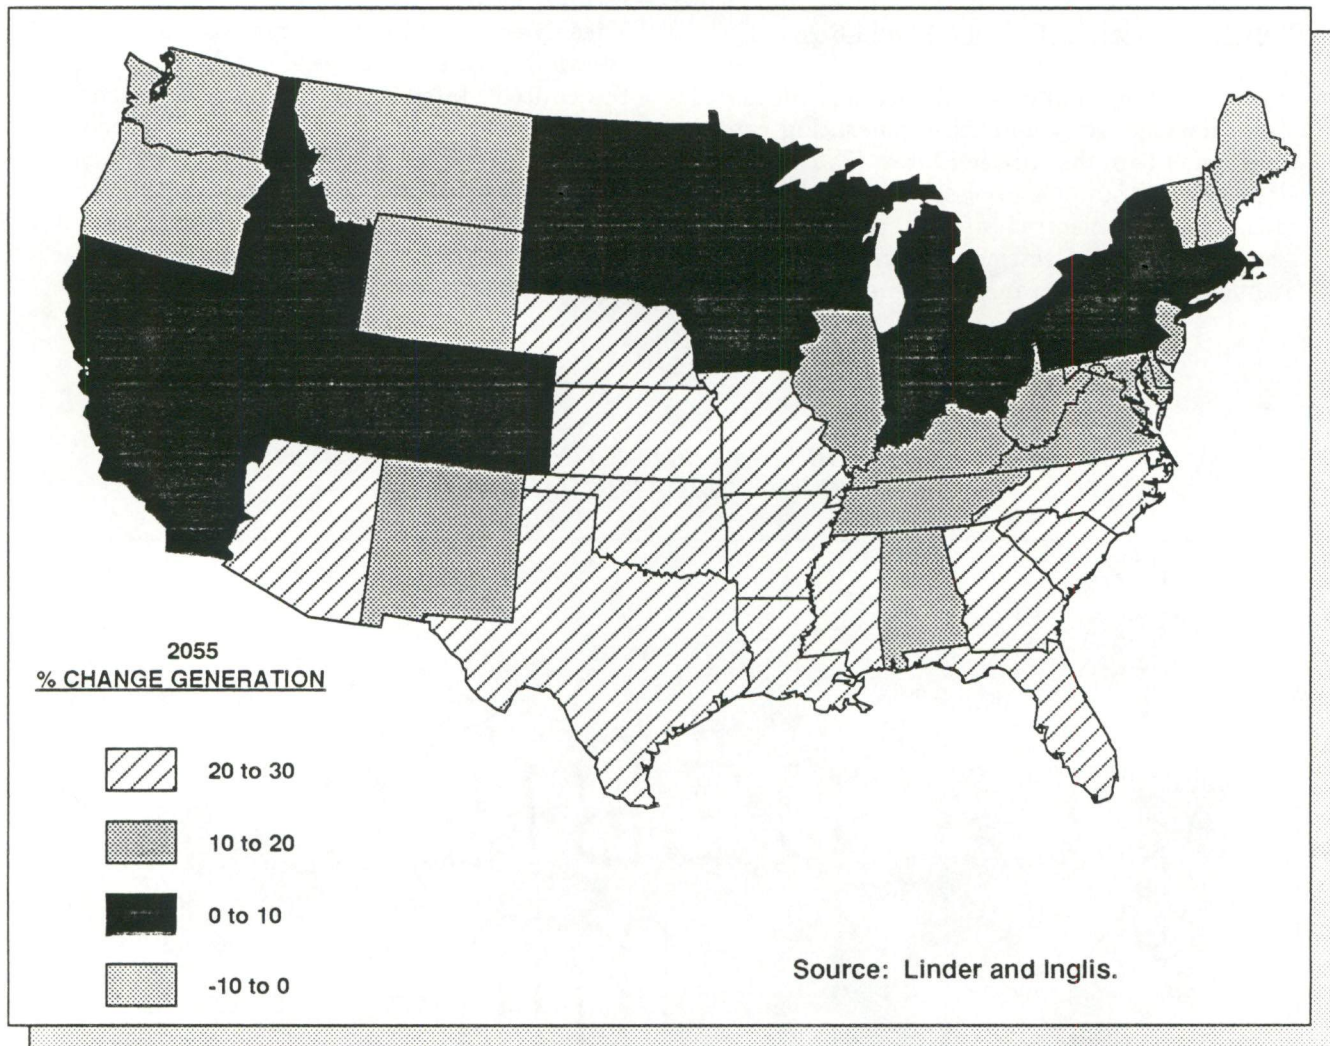 2055
% CHANGE GENERATION
20 to 30
10 to 20
0 to 10
-10 to 0
Source: Linder and Inglis.